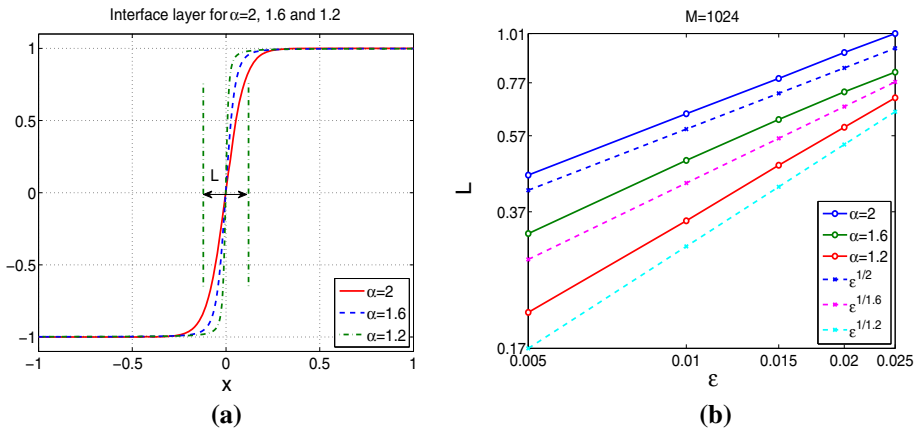 Interface layer for α=2, 1.6 and 1.2
1
0.5
0
−0.5
−1
−1
−0.5
0
0.5
1
L
x
α=2
α=1.6
α=1.2
(a)
M=1024
1.01
0.77
0.57
0.37
0.17
0.005
0.01
0.015
0.02
0.025
L
ε
α=2
α=1.6
α=1.2
ε^{1/2}
ε^{1/1.6}
ε^{1/1.2}
(b)